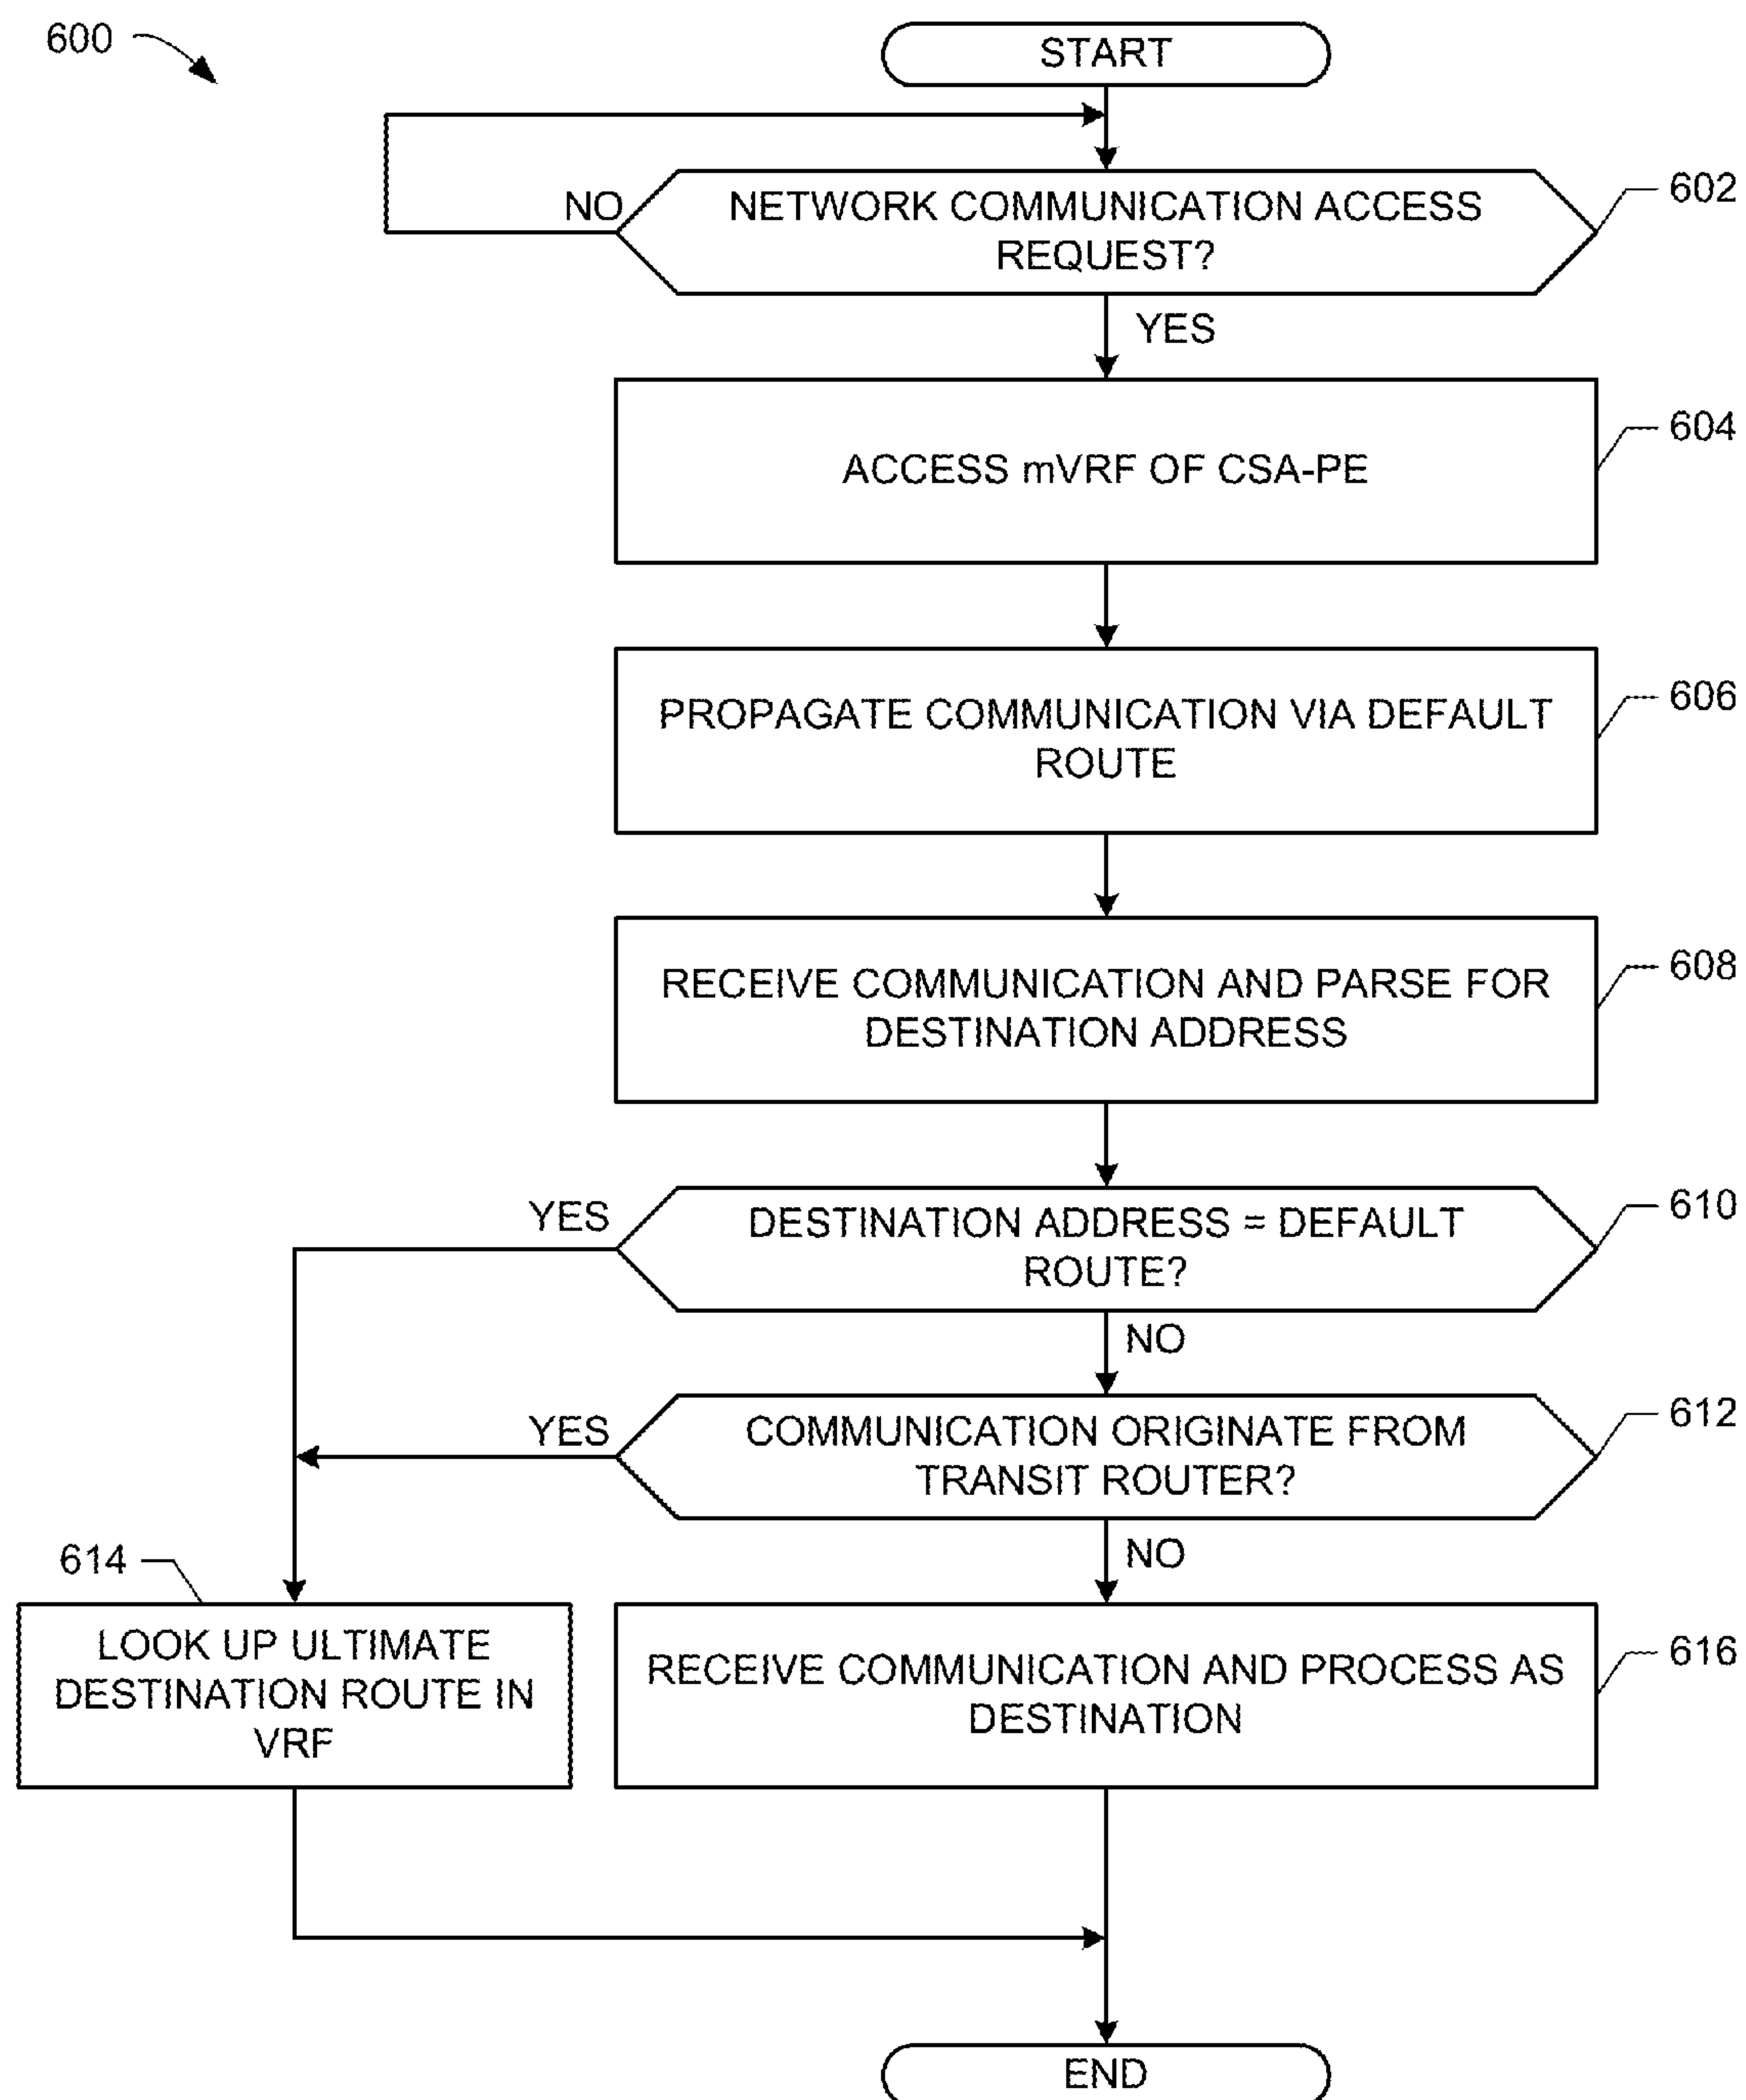 600
START
NO
NETWORK COMMUNICATION ACCESS
REQUEST?
602
YES
ACCESS mVRF OF CSA-PE
604
PROPAGATE COMMUNICATION VIA DEFAULT
ROUTE
606
RECEIVE COMMUNICATION AND PARSE FOR
DESTINATION ADDRESS
608
YES
DESTINATION ADDRESS = DEFAULT
ROUTE?
610
NO
YES
COMMUNICATION ORIGINATE FROM
TRANSIT ROUTER?
612
NO
614
LOOK UP ULTIMATE
DESTINATION ROUTE IN
VRF
RECEIVE COMMUNICATION AND PROCESS AS
DESTINATION
616
END